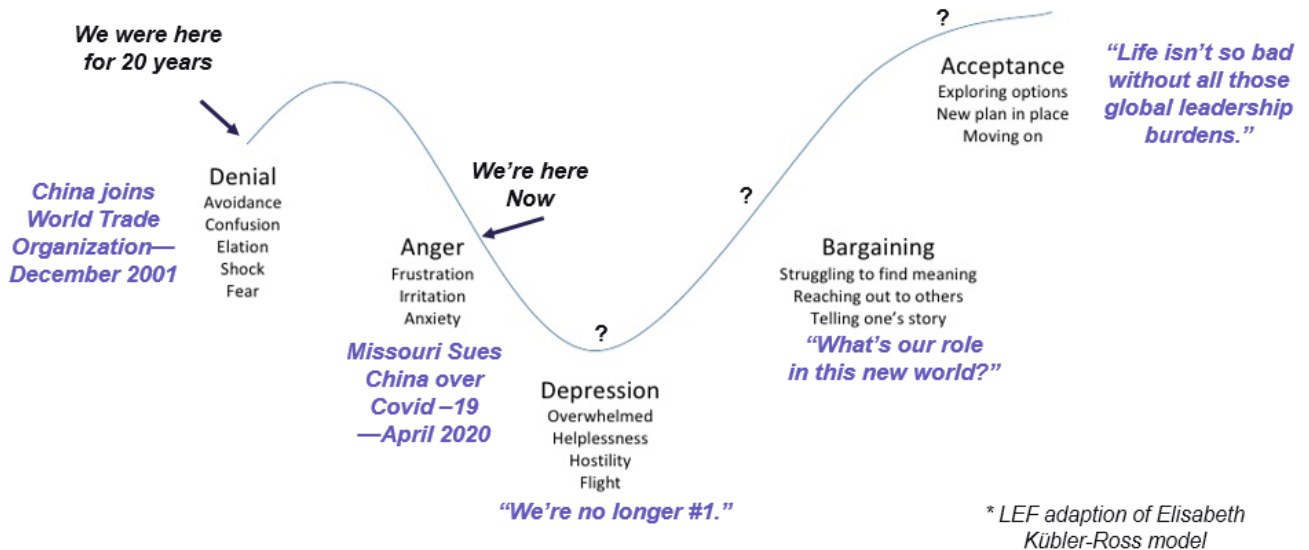 We were here
for 20 years
China joins
World Trade
Organization—
December 2001
Denial
Avoidance
Confusion
Elation
Shock
Fear
We're here
Now
Anger
Frustration
Irritation
Anxiety
Missouri Sues
China over
Covid –19
—April 2020
?
Depression
Overwhelmed
Helplessness
Hostility
Flight
“We’re no longer #1.”
?
Bargaining
Struggling to find meaning
Reaching out to others
Telling one’s story
“What’s our role
in this new world?”
?
Acceptance
Exploring options
New plan in place
Moving on
“Life isn’t so bad
without all those
global leadership
burdens.”
* LEF adaption of Elisabeth
Kübler-Ross model